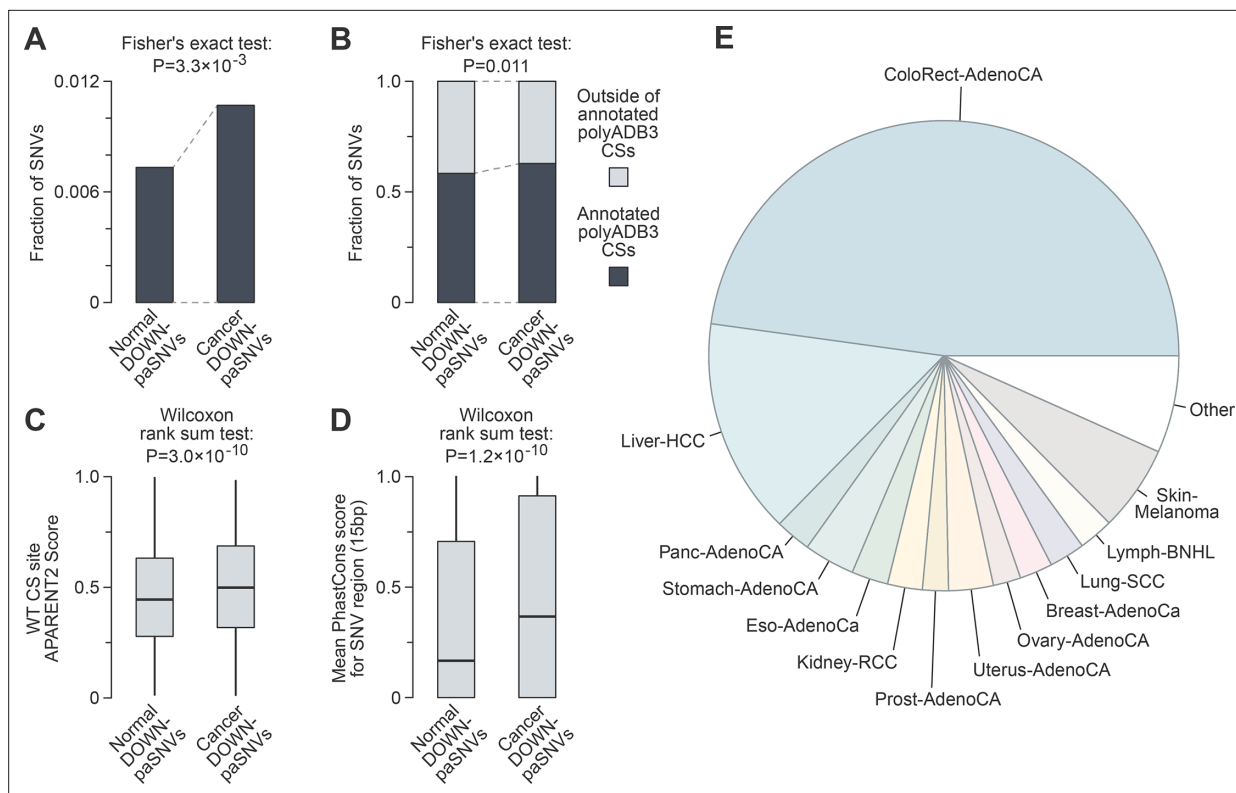 A
Fisher's exact test:
P=3.3×10⁻³
Fraction of SNVs
0.012
0.006
0
Normal
DOWN-
paSNVs
Cancer
DOWN-
paSNVs
B
Fisher's exact test:
P=0.011
Fraction of SNVs
1.0
0.5
0
Normal
DOWN-
paSNVs
Cancer
DOWN-
paSNVs
Outside of
annotated
polyADB3
CSs
Annotated
polyADB3
CSs
C
Wilcoxon
rank sum test:
P=3.0×10⁻¹⁰
WT CS site
APARENT2 Score
1.0
0.5
0
Normal
DOWN-
paSNVs
Cancer
DOWN-
paSNVs
D
Wilcoxon
rank sum test:
P=1.2×10⁻¹⁰
Mean PhastCons score
for SNV region (15bp)
1.0
0.5
0
Normal
DOWN-
paSNVs
Cancer
DOWN-
paSNVs
E
ColoRect-AdenoCA
Liver-HCC
Panc-AdenoCA
Stomach-AdenoCA
Eso-AdenoCa
Kidney-RCC
Prost-AdenoCA
Uterus-AdenoCA
Ovary-AdenoCA
Breast-AdenoCa
Lung-SCC
Lymph-BNHL
Skin-
Melanoma
Other